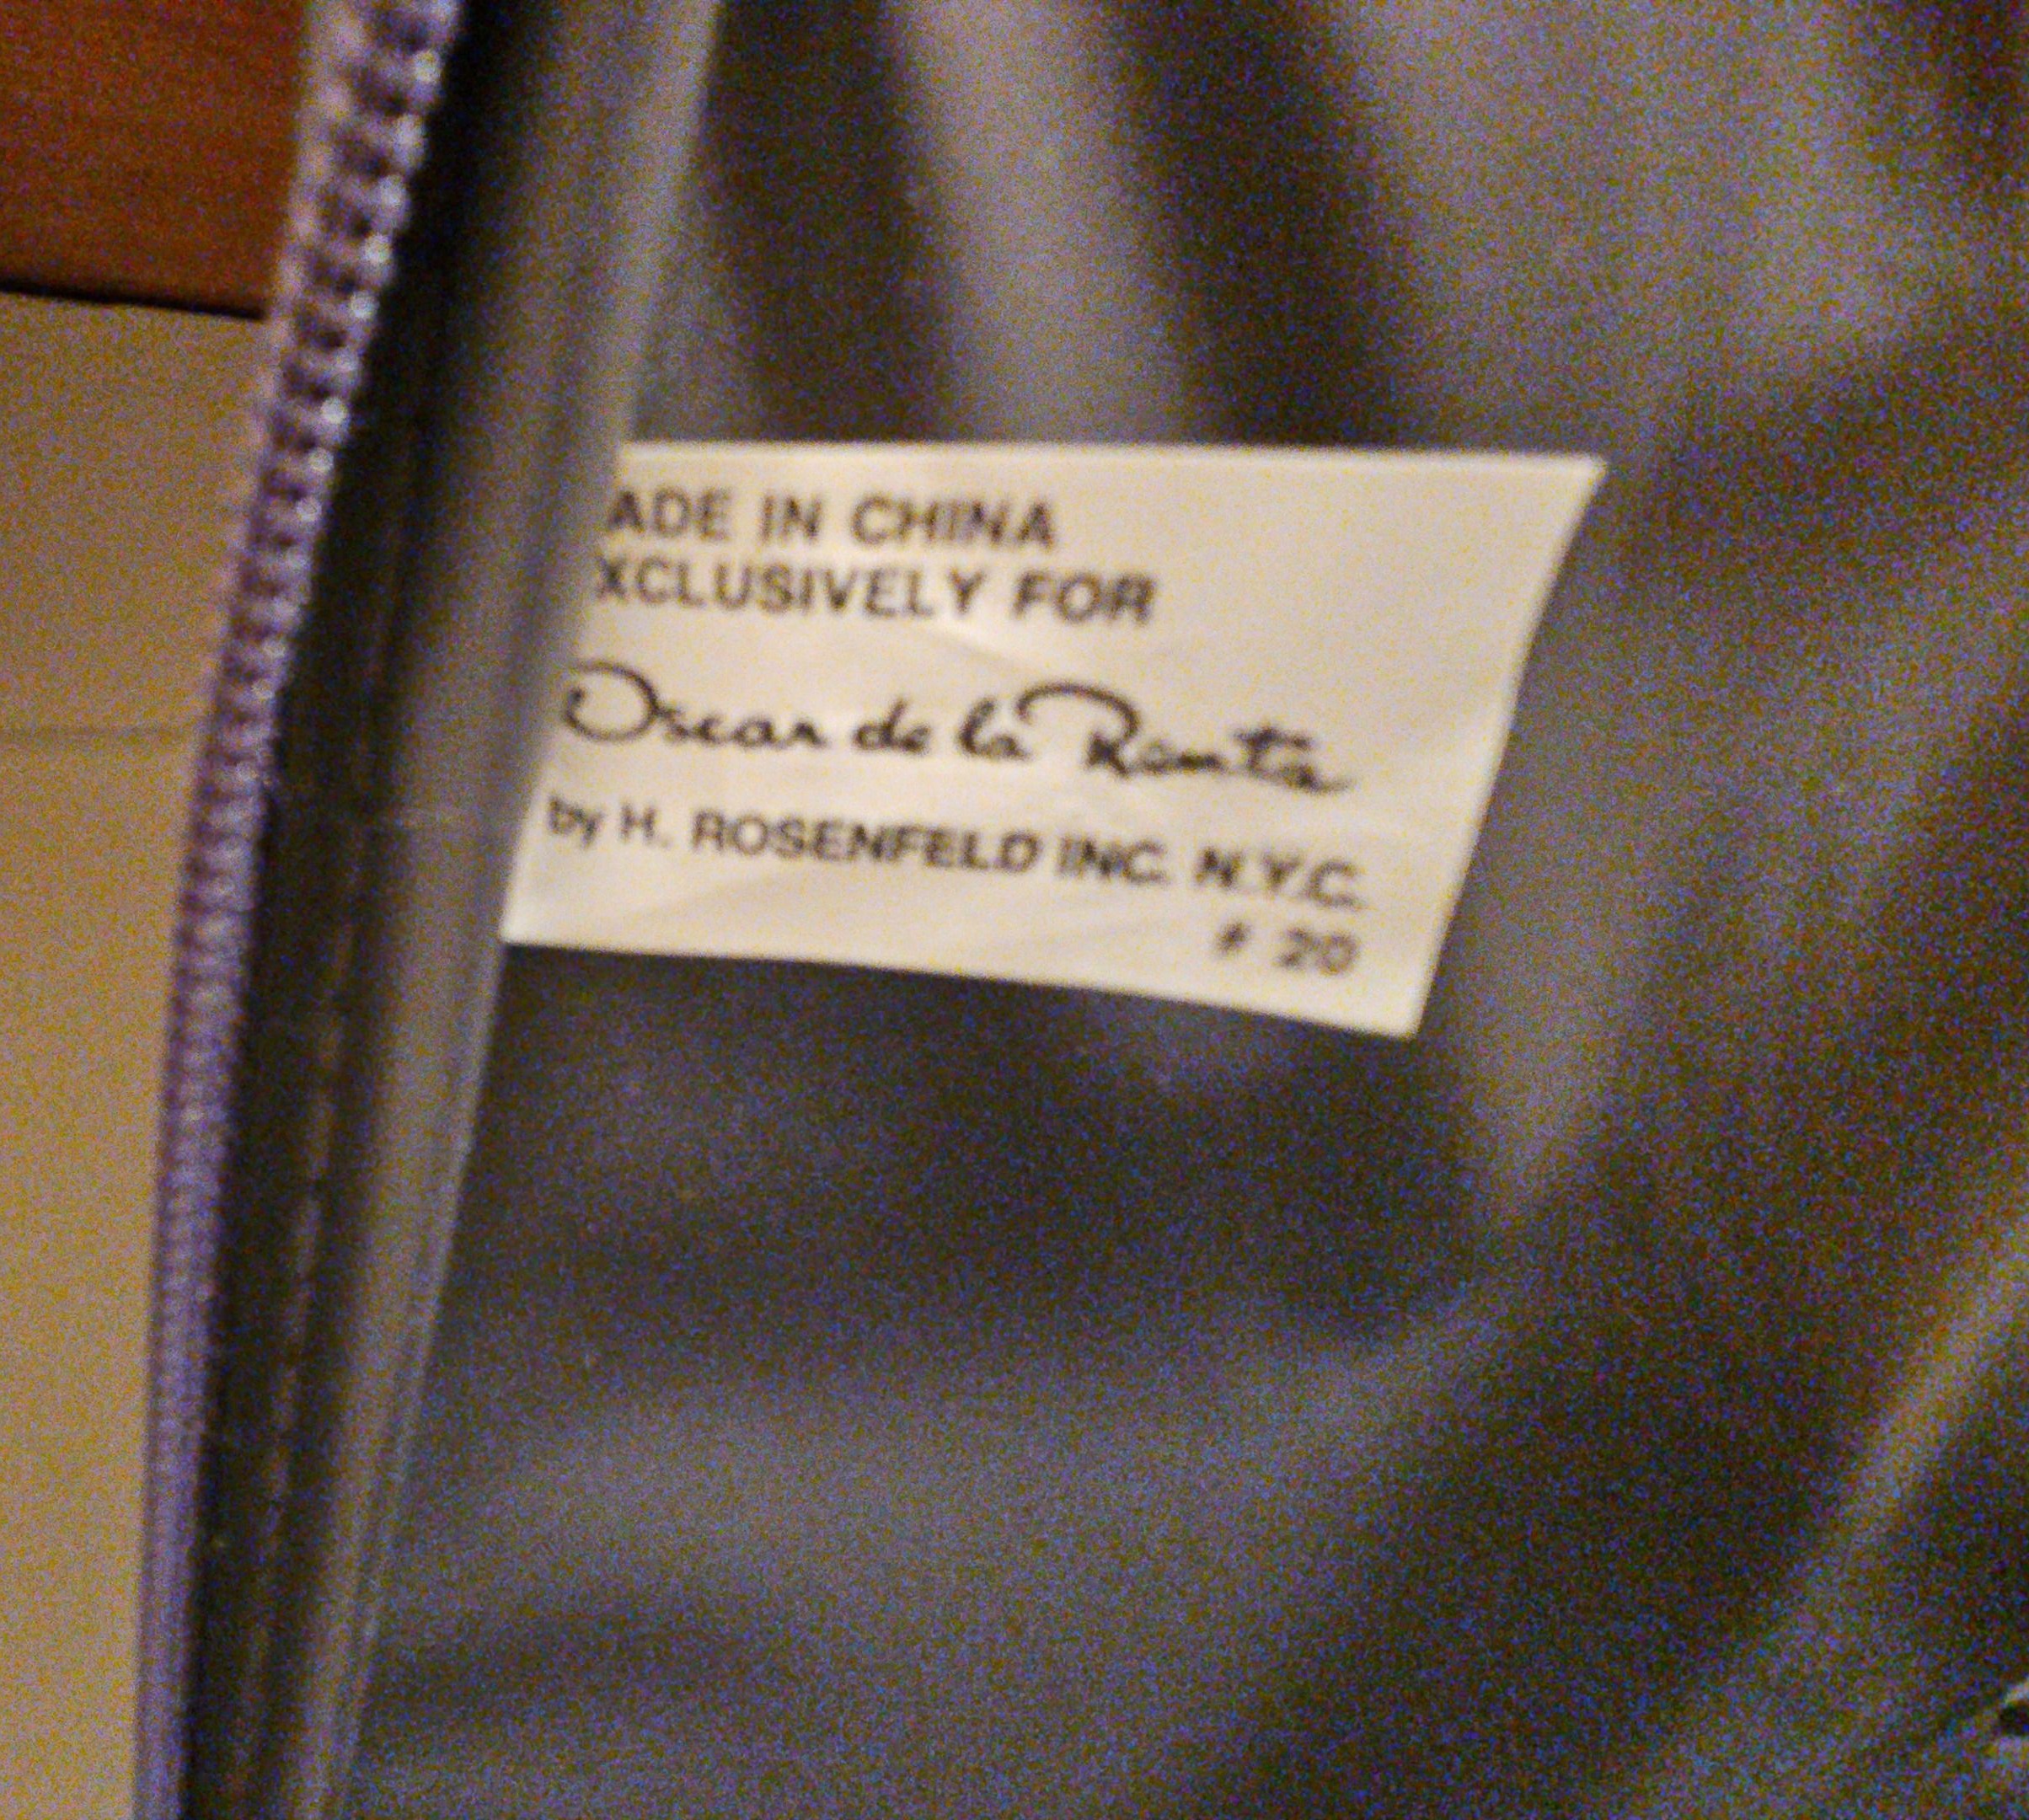 ADE IN CHINA
XCLUSIVELY FOR
Oscar de la Renta
by H. ROSENFELD INC. N.Y.C.
# 20